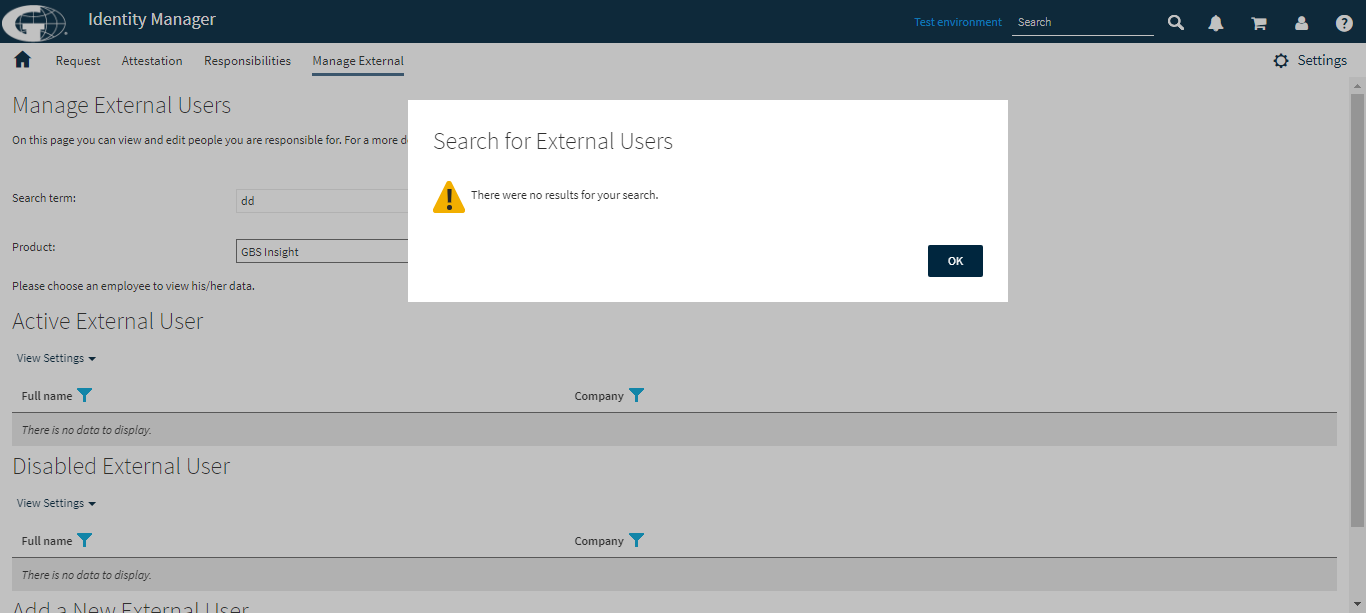 Identity Manager
Test environment
Search
Request
Attestation
Responsibilities
Manage External
Settings
Manage External Users
On this page you can view and edit people you are responsible for. For a more
Search for External Users
There were no results for your search.
OK
Search term:
dd
Product:
GBS Insight
Please choose an employee to view his/her data.
Active External User
View Settings
Full name
Company
There is no data to display.
Disabled External User
View Settings
Full name
Company
There is no data to display.
Add a New External User